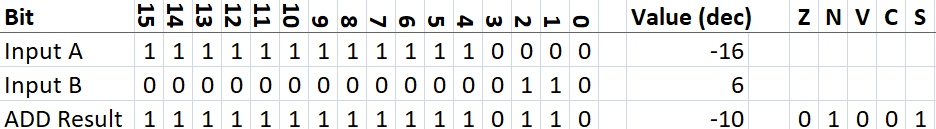 Bit 15 14 13 12 11 10 9 8 7 6 5 4 3 2 1 0 Value (dec) Z N V C S
Input A 1 1 1 1 1 1 1 1 1 1 1 1 0 0 0 0 -16
Input B 0 0 0 0 0 0 0 0 0 0 0 0 0 1 1 0 6
ADD Result 1 1 1 1 1 1 1 1 1 1 1 1 0 1 1 0 -10 0 1 0 0 1